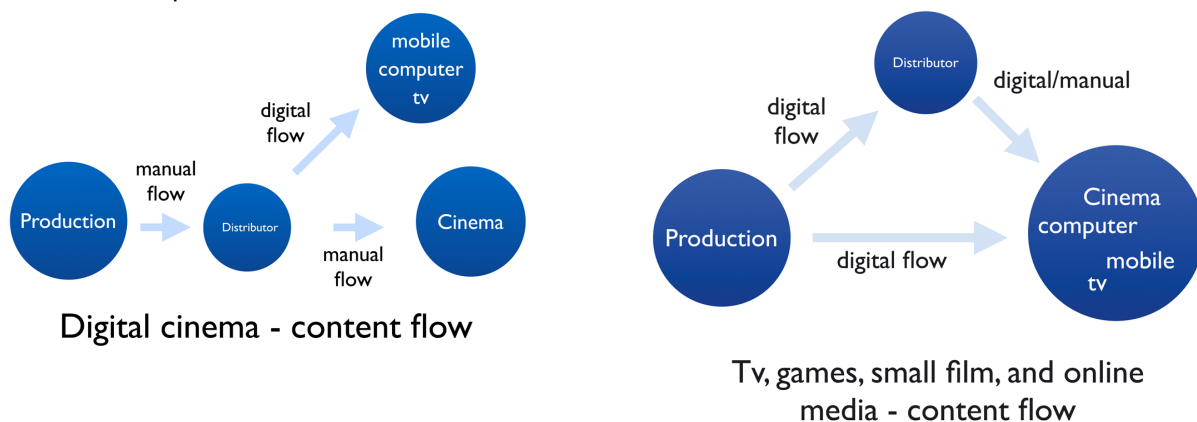 mobile
computer
tv
digital
flow
manual
flow
Production
Distributor
Cinema
manual
flow
Digital cinema - content flow
Distributor
digital/manual
digital
flow
Production
Cinema
computer
mobile
tv
digital flow
Tv, games, small film, and online
media - content flow